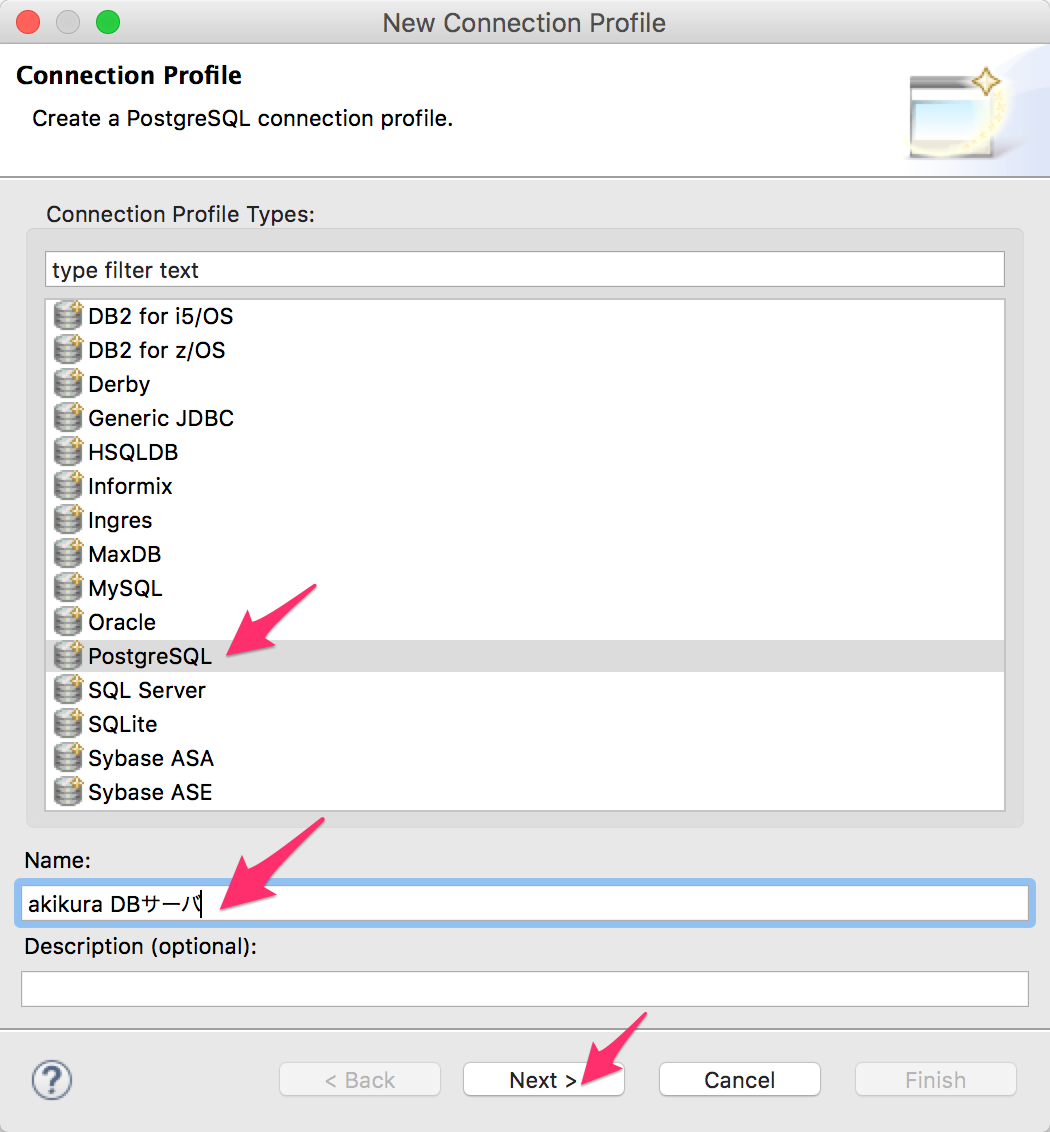 New Connection Profile
Connection Profile
Create a PostgreSQL connection profile.
Connection Profile Types:
type filter text
DB2 for i5/OS
DB2 for z/OS
Derby
Generic JDBC
HSQLDB
Informix
Ingres
MaxDB
MySQL
Oracle
PostgreSQL
SQL Server
SQLite
Sybase ASA
Sybase ASE
Name:
akikura DBサーバ
Description (optional):
?
< Back
Next >
Cancel
Finish